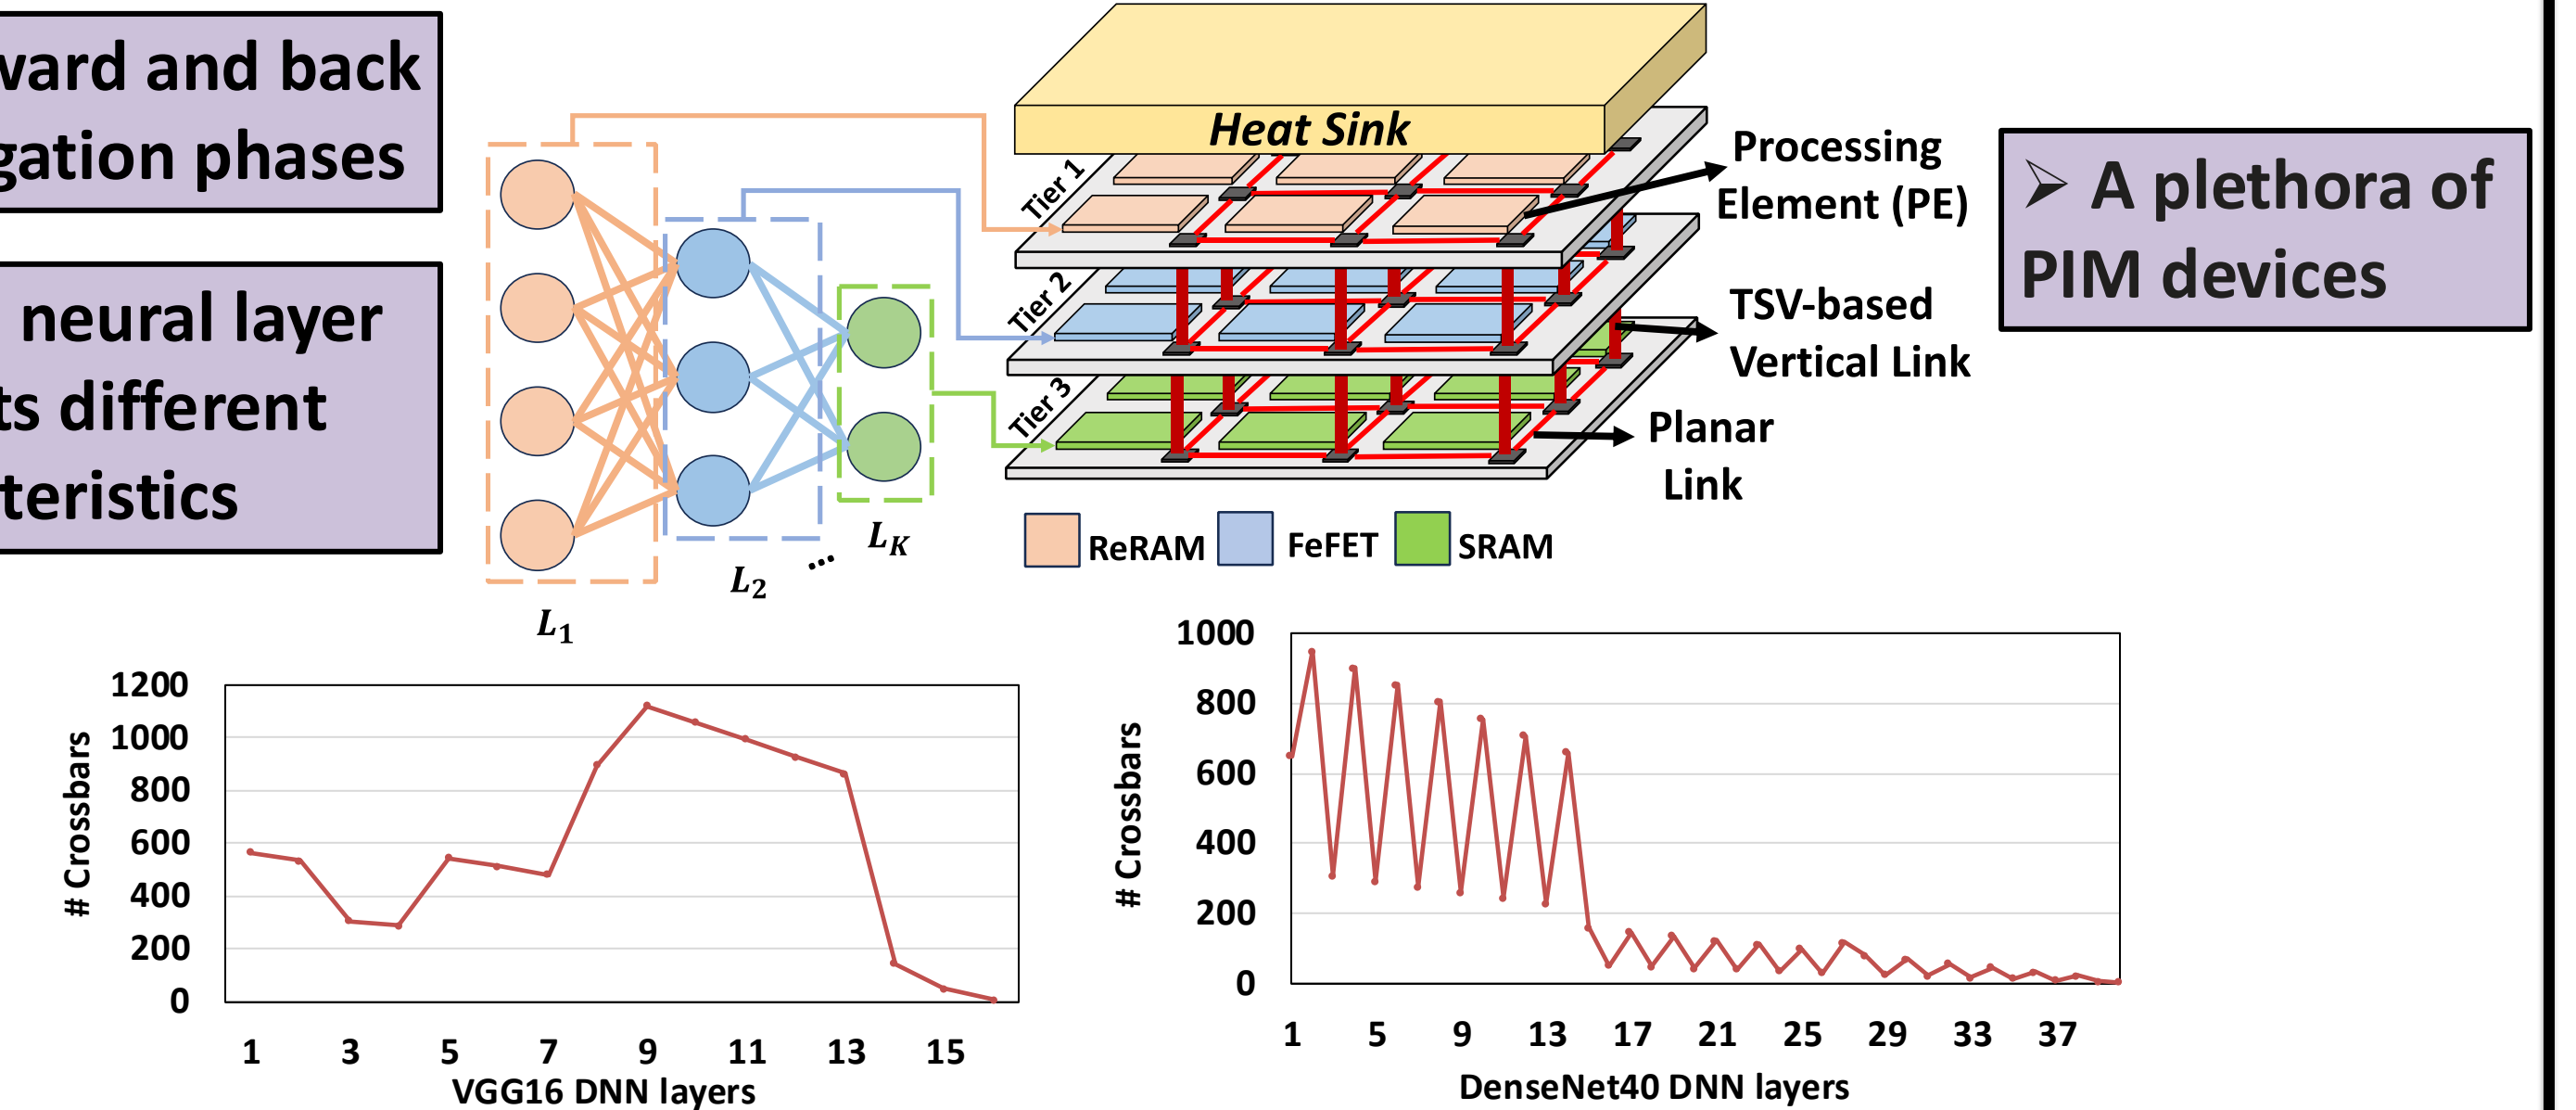 ward and back
gation phases
neural layer
ts different
teristics
Heat Sink
Tier 1
Tier 2
Tier 3
Processing
Element (PE)
TSV-based
Vertical Link
Planar
Link
➢ A plethora of
PIM devices
L1
L2
...
LK
ReRAM
FeFET
SRAM
# Crossbars
1200
1000
800
600
400
200
0
1 3 5 7 9 11 13 15
VGG16 DNN layers
# Crossbars
1000
800
600
400
200
0
1 5 9 13 17 21 25 29 33 37
DenseNet40 DNN layers